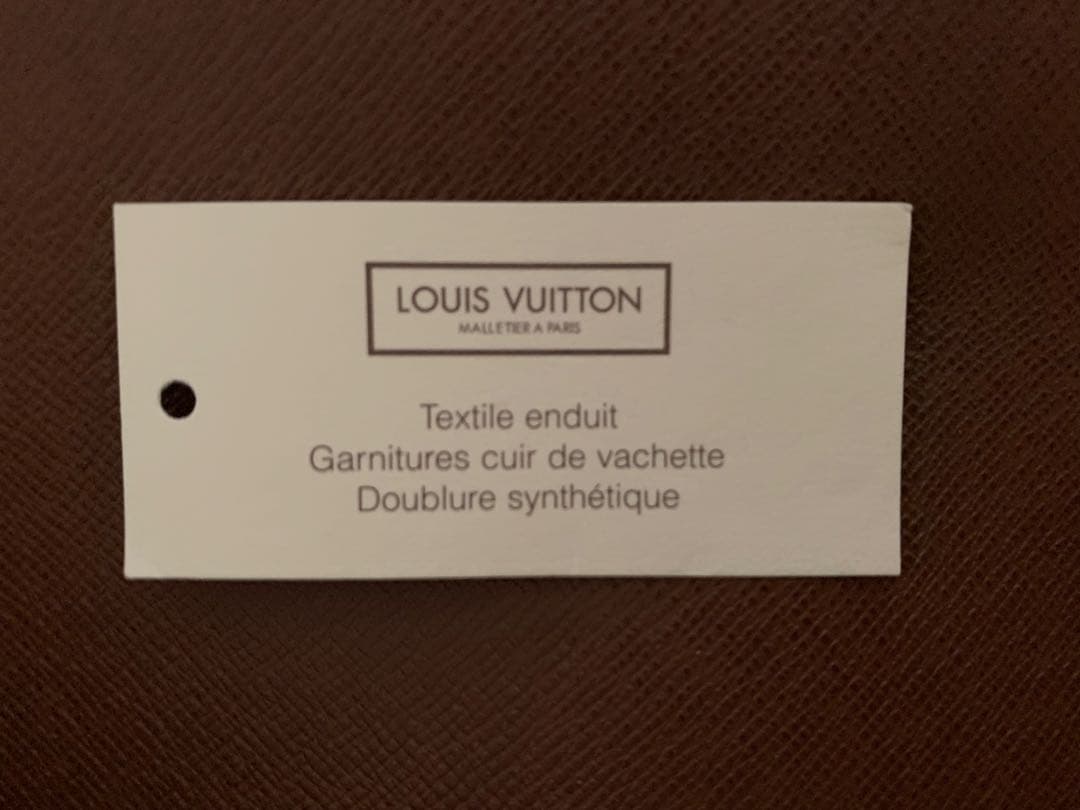 LOUIS VUITTON
MALLETIER A PARIS
Textile enduit
Garnitures cuir de vachette
Doublure synthétique